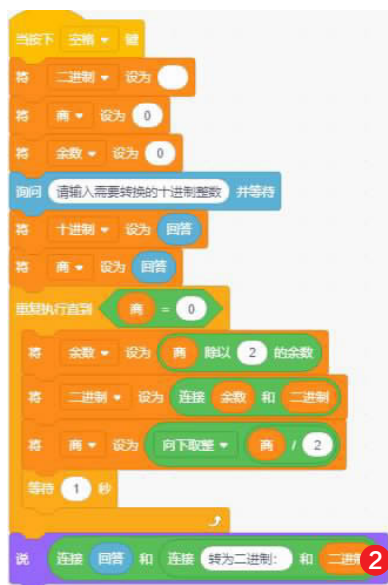 当按下 空格 键
将 二进制 设为
将 商 设为 0
将 余数 设为 0
询问 请输入需要转换的十进制整数 并等待
将 十进制 设为 回答
将 商 设为 回答
重复执行直到 商 = 0
将 余数 设为 商 除以 2 的余数
将 二进制 设为 连接 余数 和 二进制
将 商 设为 向下取整 商 / 2
等待 1 秒
说 连接 回答 和 连接 转为二进制: 和 二进制 2